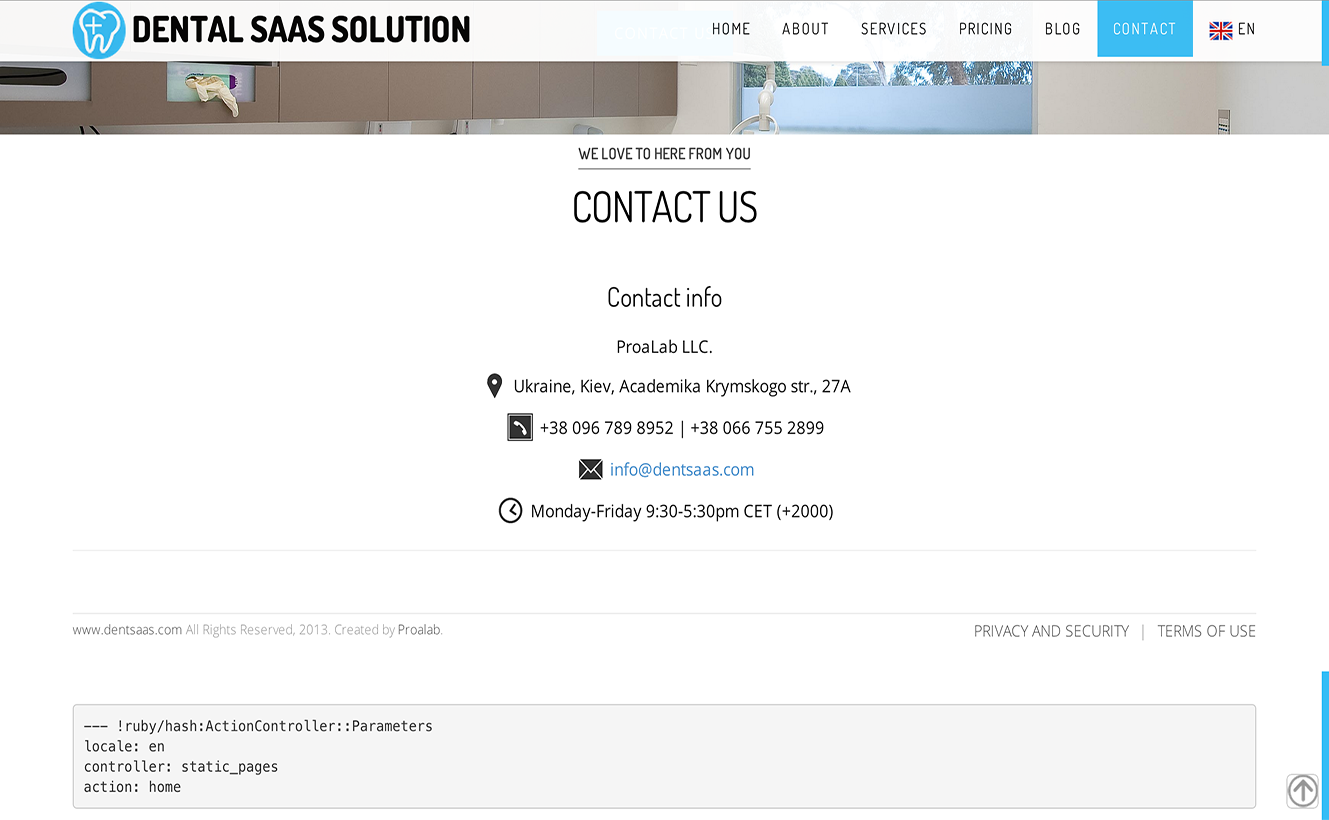 DENTAL SAAS SOLUTION
HOME ABOUT SERVICES PRICING BLOG CONTACT EN
WE LOVE TO HERE FROM YOU
CONTACT US
Contact info
ProaLab LLC.
Ukraine, Kiev, Academika Krymskogo str., 27A
+38 096 789 8952 | +38 066 755 2899
info@dentsaas.com
Monday-Friday 9:30-5:30pm CET (+2000)
www.dentsaas.com All Rights Reserved, 2013. Created by Proalab.
PRIVACY AND SECURITY | TERMS OF USE
--- !ruby/hash:ActionController::Parameters
locale: en
controller: static_pages
action: home